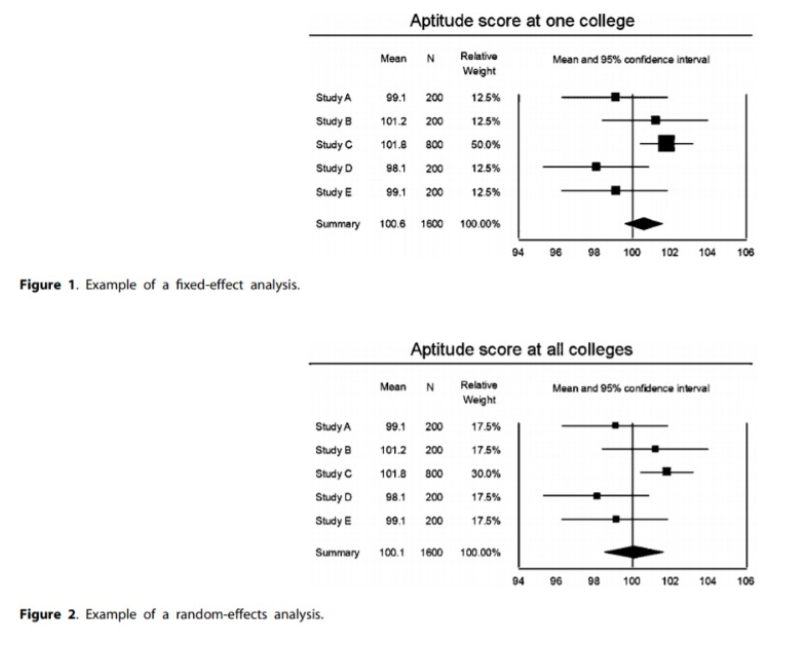 Aptitude score at one college
Mean N Relative Weight Mean and 95% confidence interval
Study A 99.1 200 12.5%
Study B 101.2 200 12.5%
Study C 101.8 800 50.0%
Study D 98.1 200 12.5%
Study E 99.1 200 12.5%
Summary 100.6 1600 100.00%
94 96 98 100 102 104 106
Figure 1. Example of a fixed-effect analysis.
Aptitude score at all colleges
Mean N Relative Weight Mean and 95% confidence interval
Study A 99.1 200 17.5%
Study B 101.2 200 17.5%
Study C 101.8 800 30.0%
Study D 98.1 200 17.5%
Study E 99.1 200 17.5%
Summary 100.1 1600 100.00%
94 96 98 100 102 104 106
Figure 2. Example of a random-effects analysis.